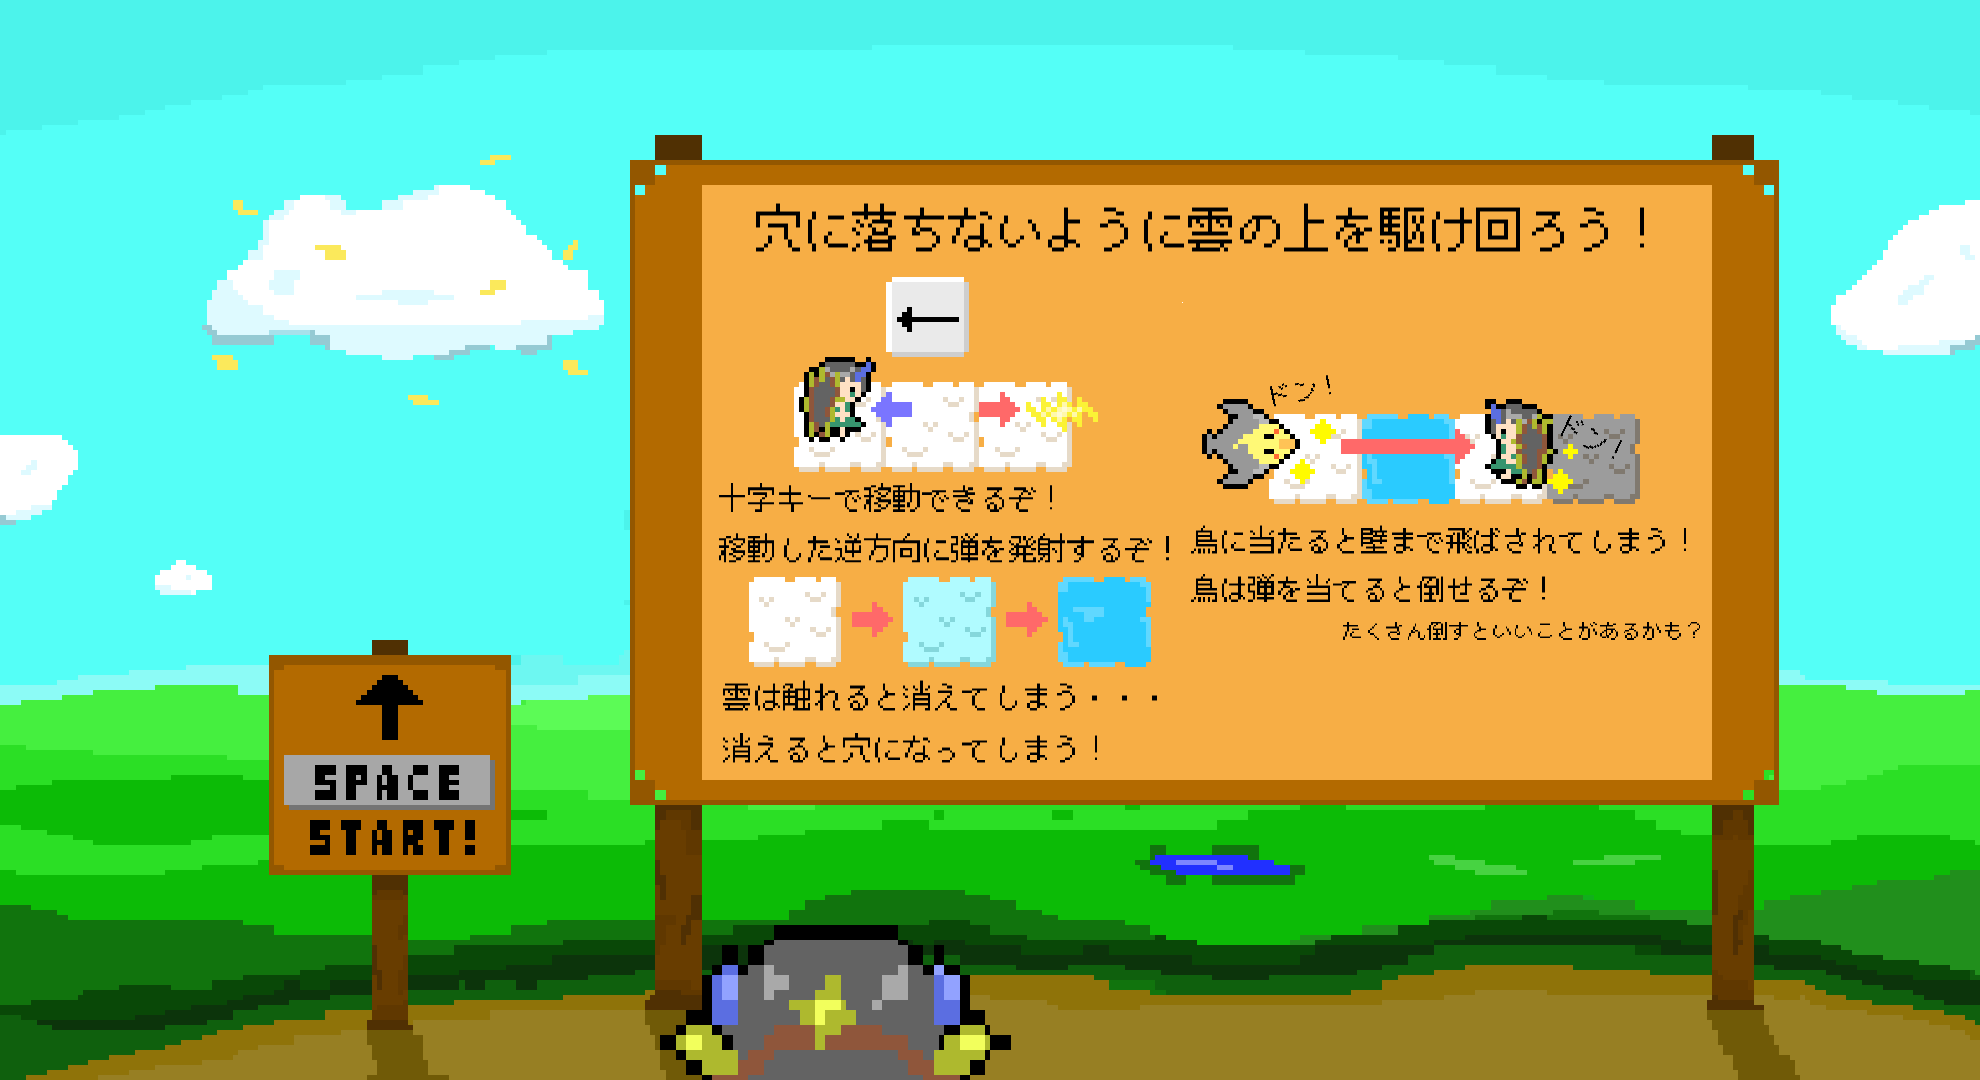 穴に落ちないように雲の上を駆け回ろう！
←
十字キーで移動できるぞ！
移動した逆方向に弾を発射するぞ！
雲は触れると消えてしまう・・・
消えると穴になってしまう！
ドン！
ドン！
鳥に当たると壁まで飛ばされてしまう！
鳥は弾を当てると倒せるぞ！
たくさん倒すといいことがあるかも？
↑
SPACE
START!